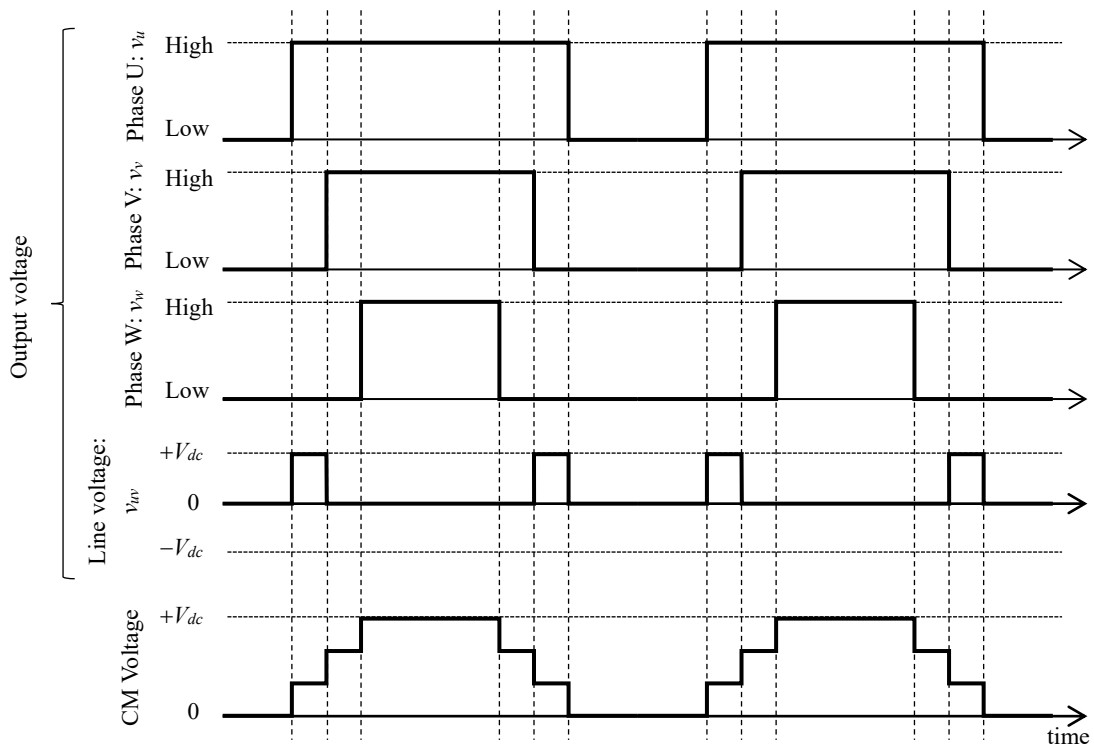 Output voltage
Phase U: vu
High
Low
Phase V: vv
High
Low
Phase W: vw
High
Low
Line voltage:
vuv
+Vdc
0
−Vdc
CM Voltage
+Vdc
0
time